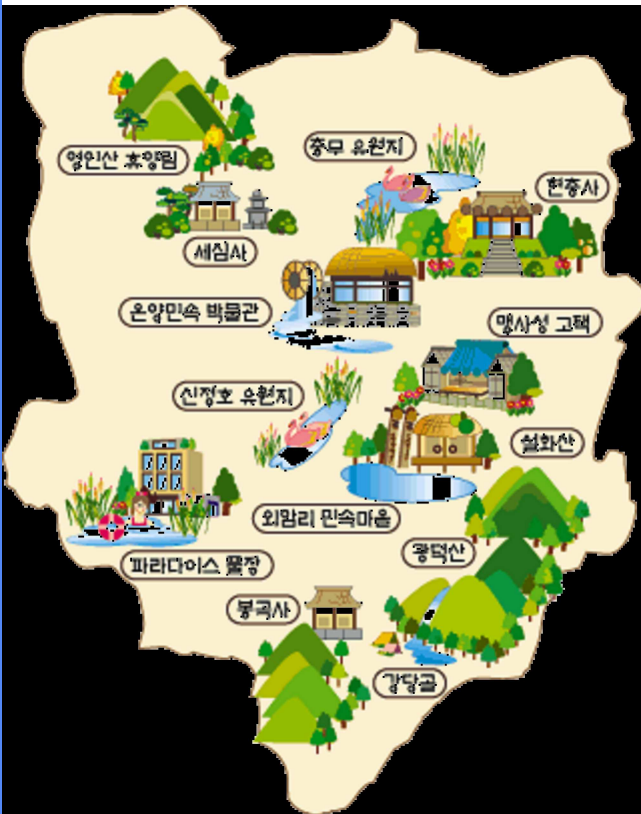 영인산 휴양림
충무 유원지
현충사
세심사
온양민속 박물관
맹사성 고택
신정호 유원지
설화산
외암리 민속마을
광덕산
파라다이스 물장
봉곡사
강당골